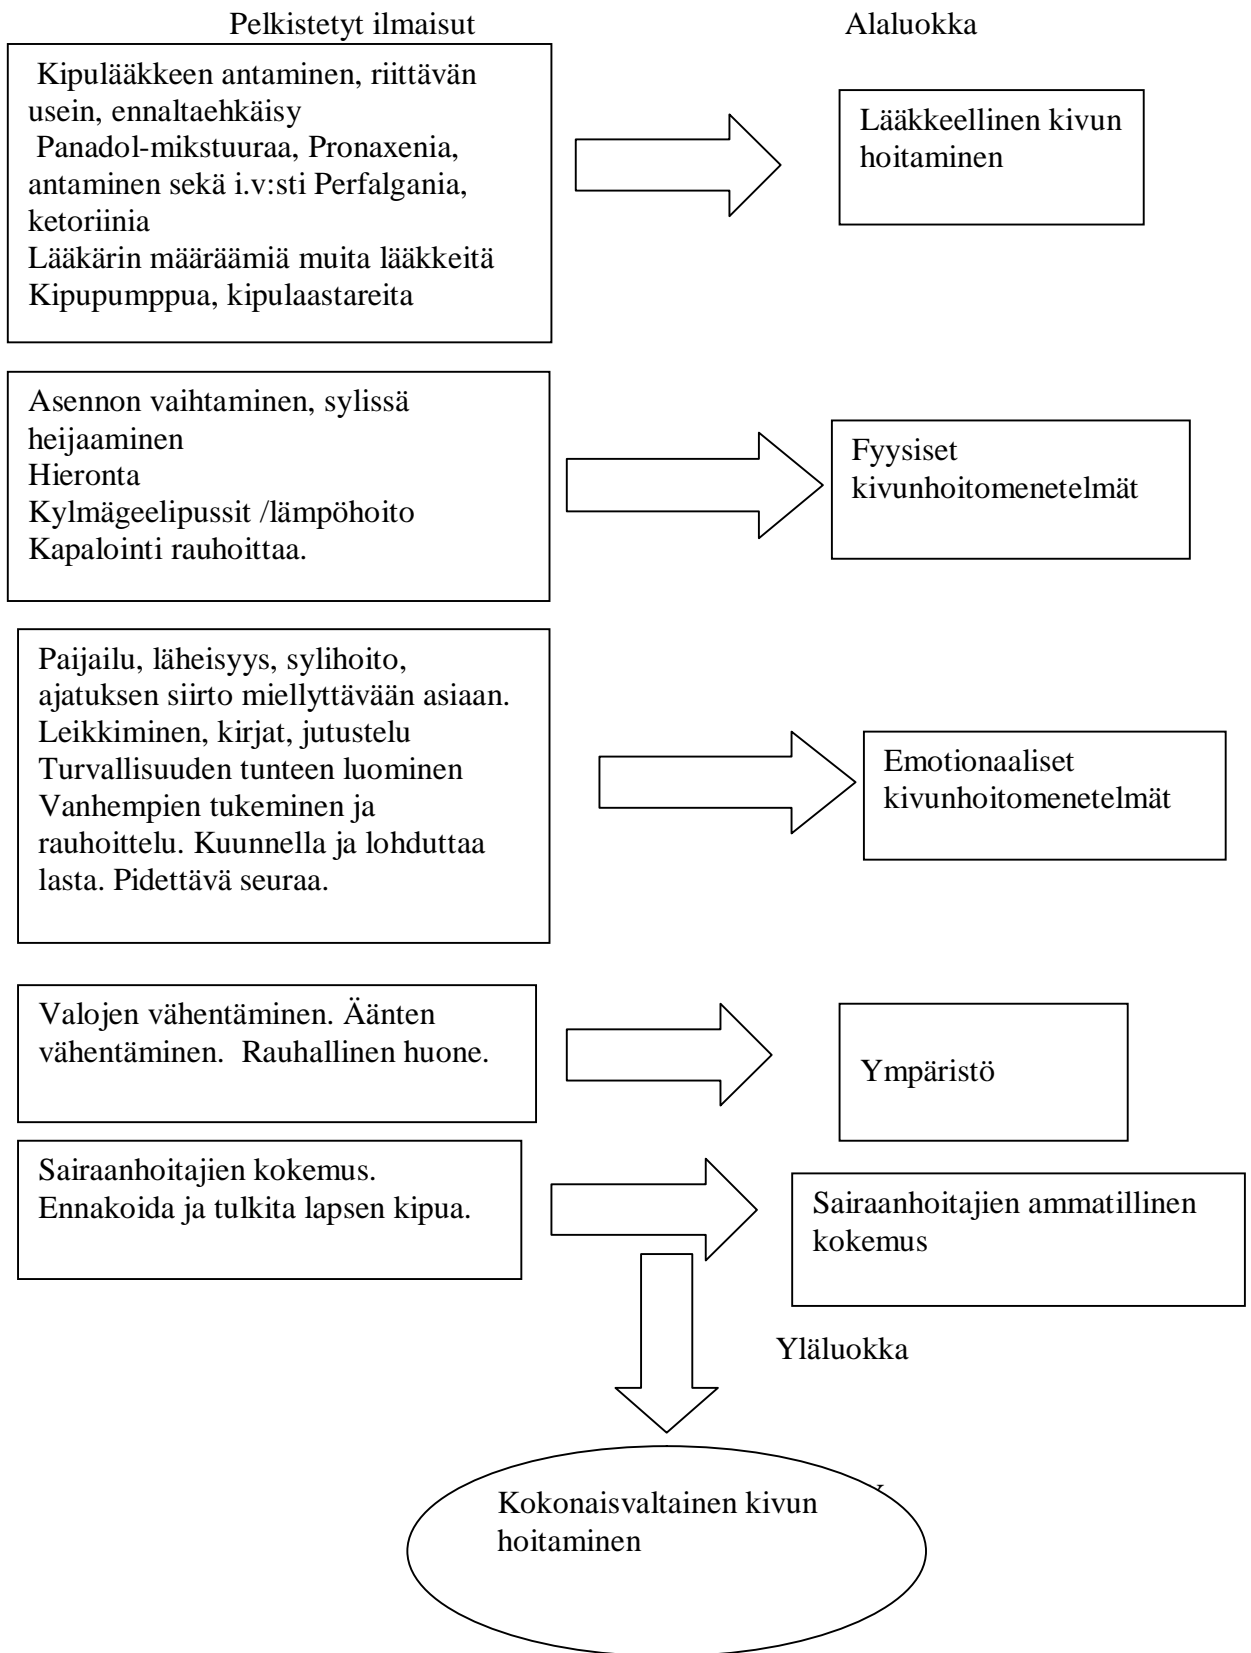 Pelkistetyt ilmaisut
Alaluokka
Kipulääkkeen antaminen, riittävän
usein, ennaltaehkäisy
Panadol-mikstuuraa, Pronaxenia,
antaminen sekä i.v:sti Perfalgania,
ketoriinia
Lääkärin määräämiä muita lääkkeitä
Kipupumppua, kipulaastareita
Lääkkeellinen kivun
hoitaminen
Asennon vaihtaminen, sylissä
heijaaminen
Hieronta
Kylmägeelipussit /lämpöhoito
Kapalointi rauhoittaa.
Fyysiset
kivunhoitomenetelmät
Paijailu, läheisyys, sylihoito,
ajatuksen siirto miellyttävään asiaan.
Leikkiminen, kirjat, jutustelu
Turvallisuuden tunteen luominen
Vanhempien tukeminen ja
rauhoittelu. Kuunnella ja lohduttaa
lasta. Pidettävä seuraa.
Emotionaaliset
kivunhoitomenetelmät
Valojen vähentäminen. Äänten
vähentäminen.  Rauhallinen huone.
Ympäristö
Sairaanhoitajien kokemus.
Ennakoida ja tulkita lapsen kipua.
Sairaanhoitajien ammatillinen
kokemus
Yläluokka
Kokonaisvaltainen kivun
hoitaminen